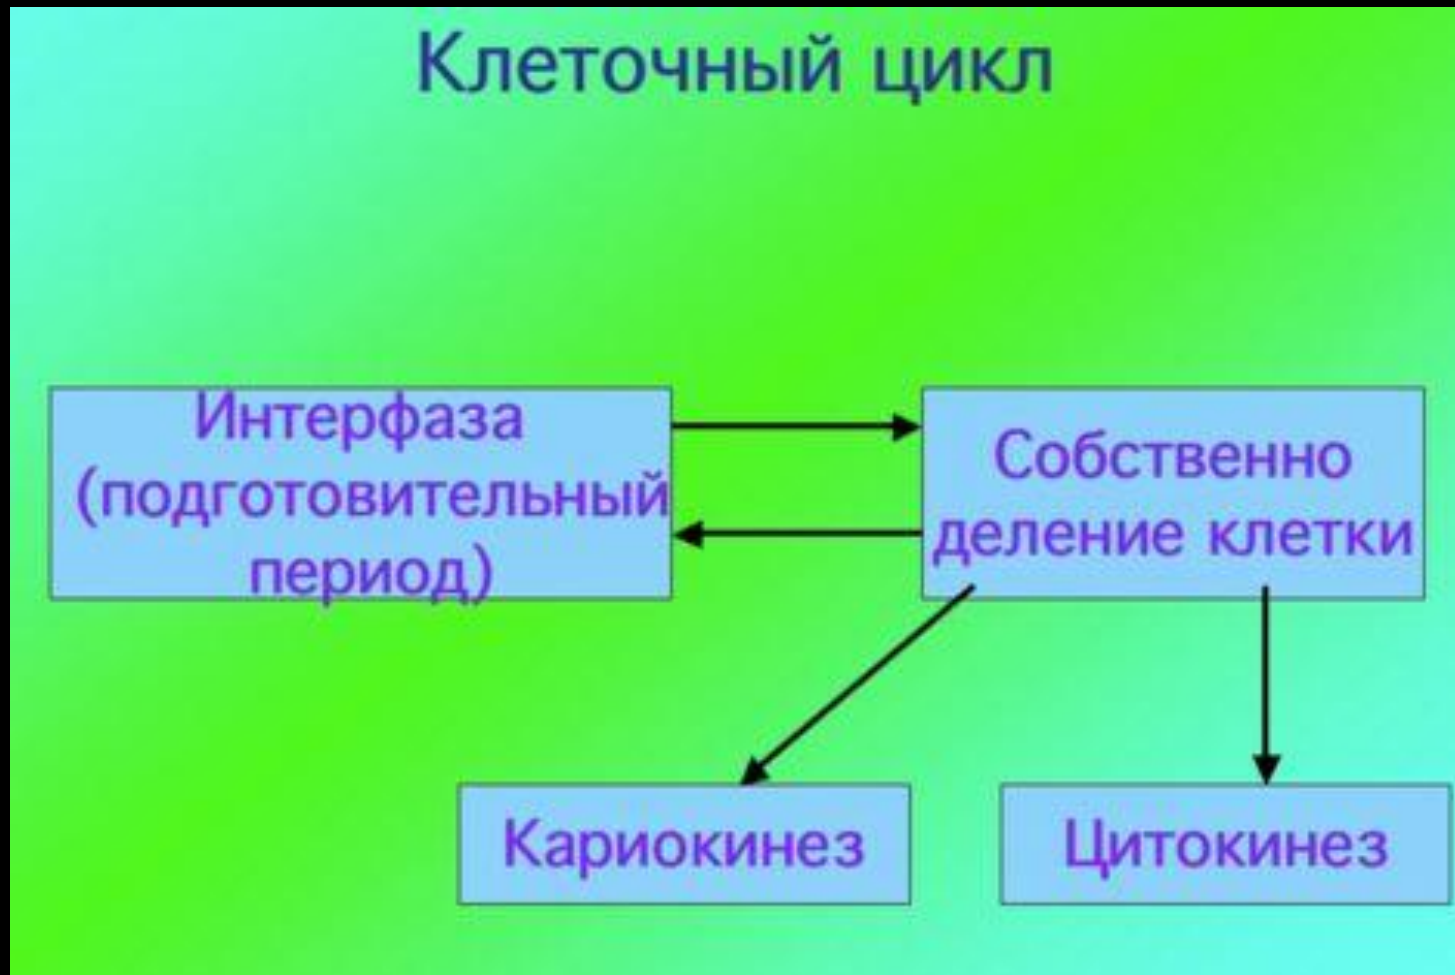 Клеточный цикл
Интерфаза
(подготовительный
период)
Собственно
деление клетки
Кариокинез
Цитокинез